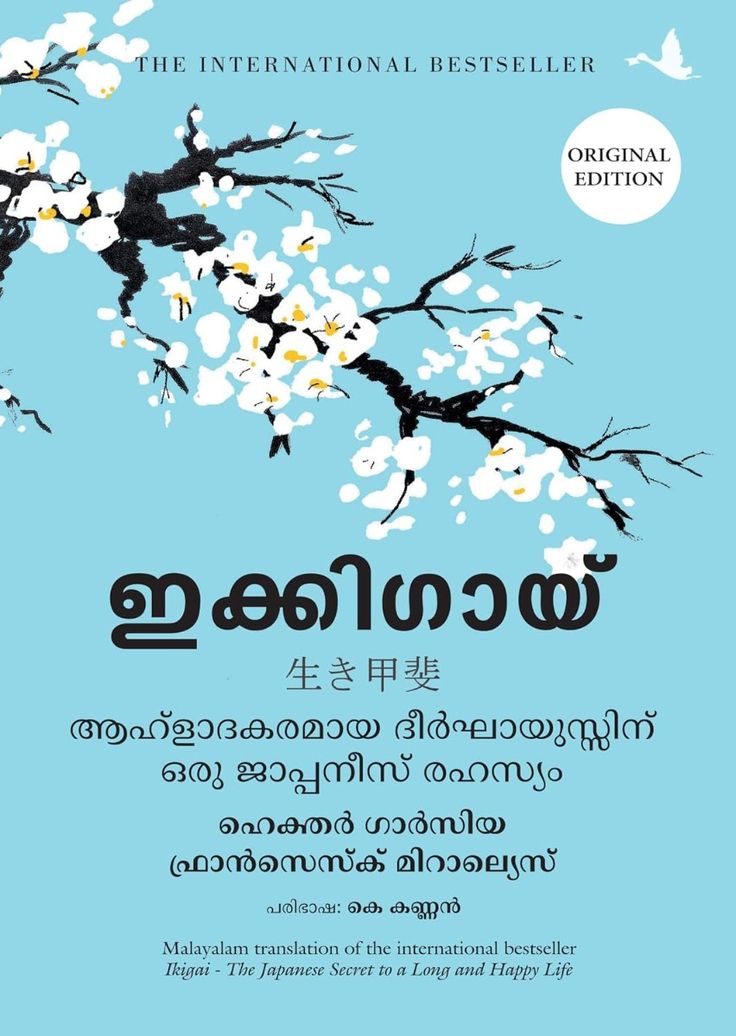 THE INTERNATIONAL BESTSELLER
ORIGINAL
EDITION
ഇക്കിഗായ്
生き甲斐
ആഹ്ളാദകരമായ ദീർഘായുസ്സിന്
ഒരു ജാപ്പനീസ് രഹസ്യം
ഹെക്തർ ഗാർസിയ
ഫ്രാൻസെസ്ക് മിറാല്യെസ്
പരിഭാഷ: കെ കണ്ണൻ
Malayalam translation of the international bestseller
Ikigai - The Japanese Secret to a Long and Happy Life